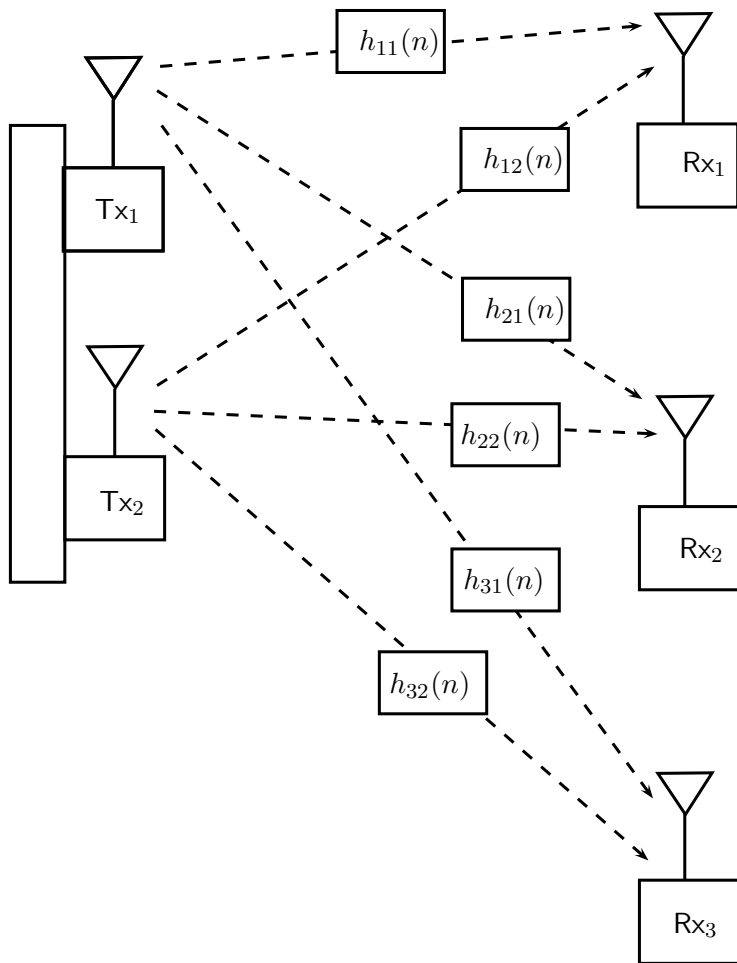 h₁₁(n)
h₁₂(n)
Rx₁
Tx₁
h₂₁(n)
h₂₂(n)
Tx₂
Rx₂
h₃₁(n)
h₃₂(n)
Rx₃